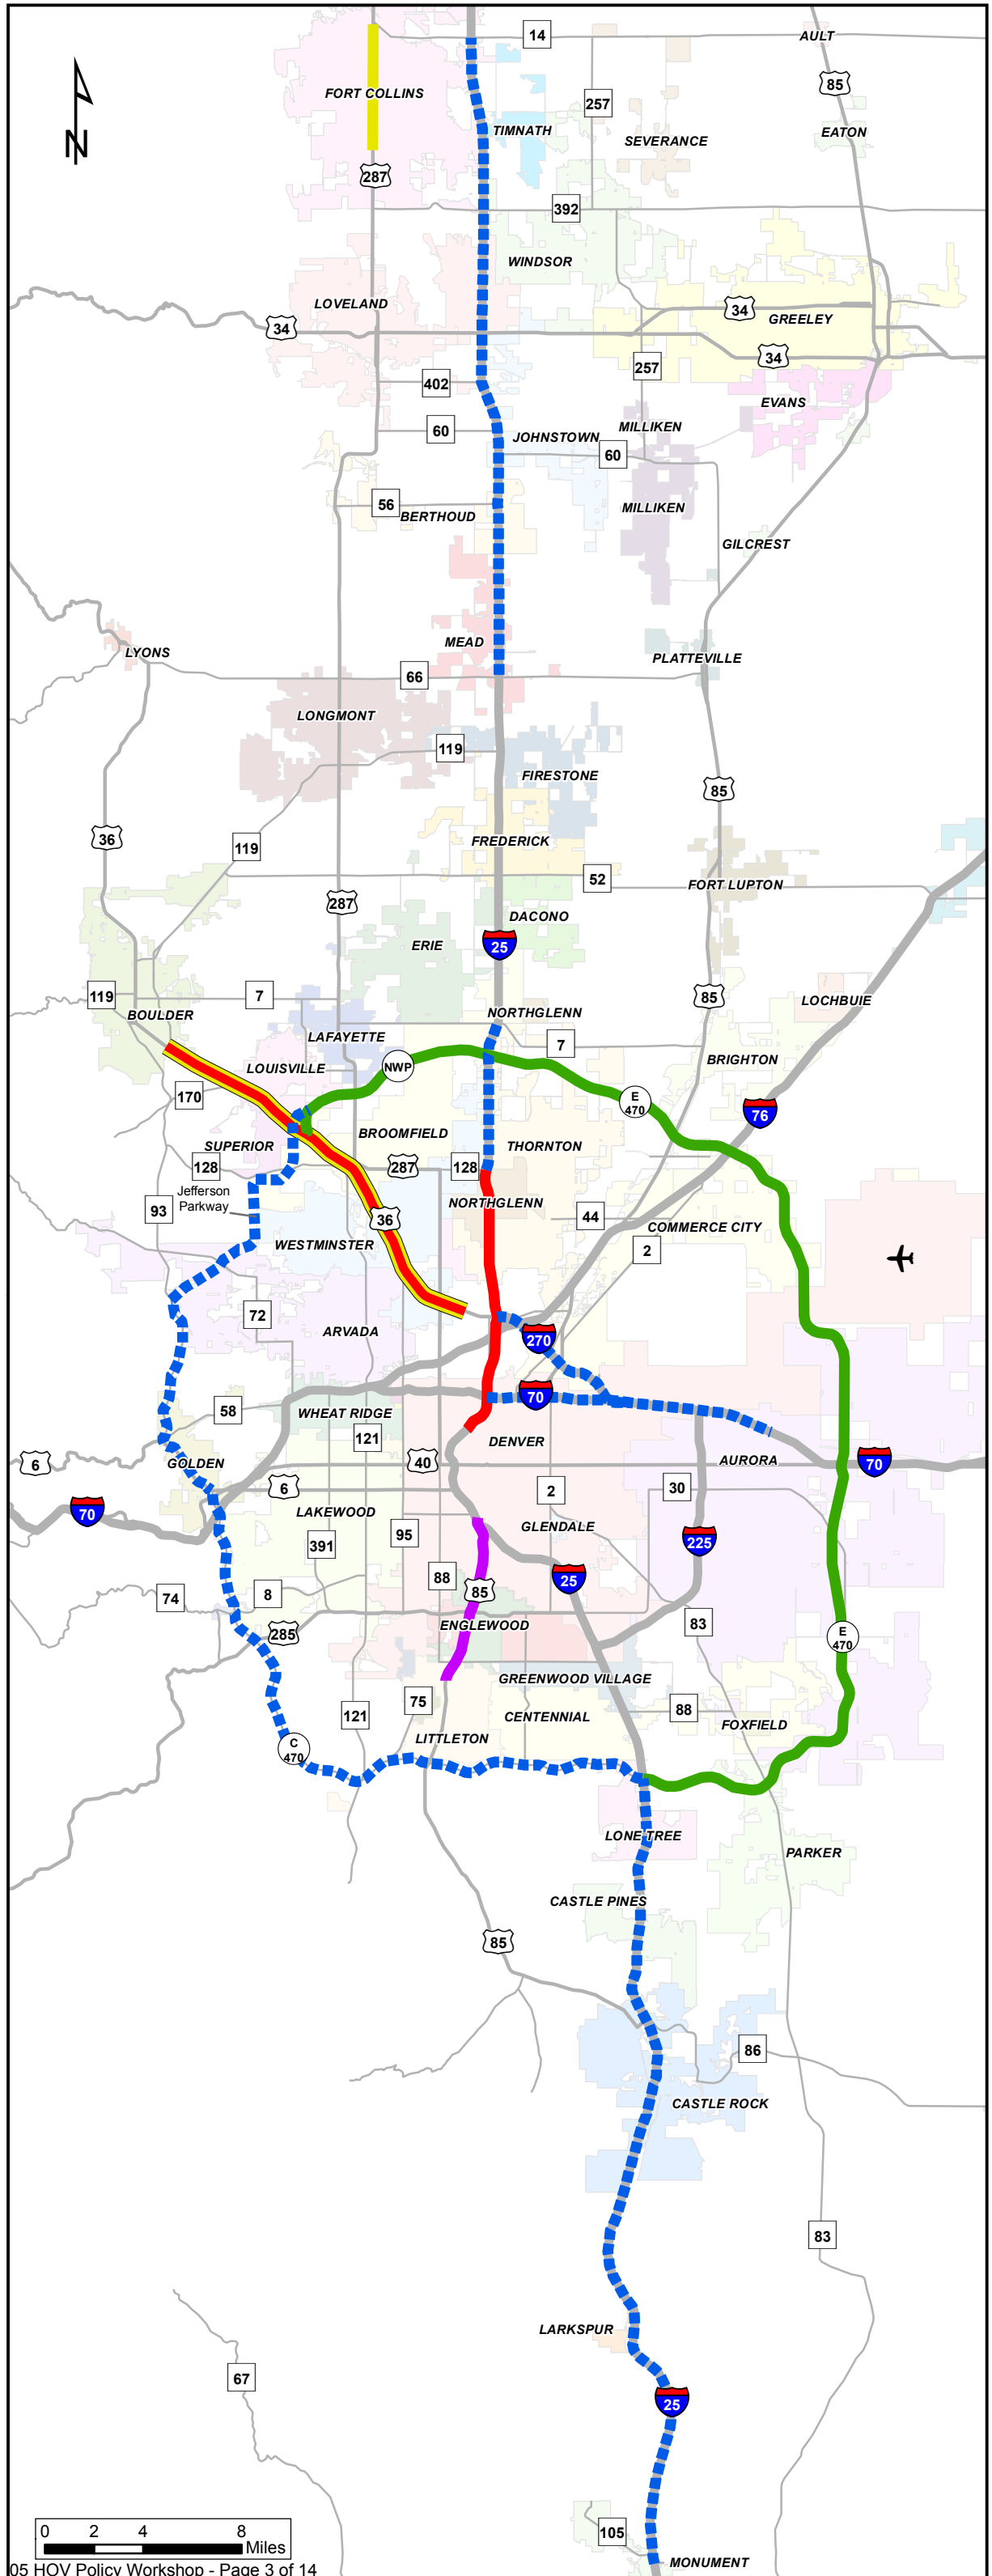 14
AULT
85
FORT COLLINS
257
TIMNATH
EATON
SEVERANCE
N
287
392
WINDSOR
LOVELAND
34
34
GREELEY
34
257
402
EVANS
60
MILLIKEN
JOHNSTOWN
60
56
BERTHOUD
MILLIKEN
GILCREST
MEAD
LYONS
PLATTEVILLE
66
LONGMONT
119
FIRESTONE
85
36
FREDERICK
119
52
FORT LUPTON
287
DACONO
ERIE
25
119
7
85
LOCHBUIE
BOULDER
NORTHGLENN
LAFAYETTE
7
BRIGHTON
LOUISVILLE
NWP
170
E
470
76
BROOMFIELD
SUPERIOR
THORNTON
128
287
128
Jefferson
Parkway
93
NORTHGLENN
36
44
COMMERCE CITY
WESTMINSTER
2
72
ARVADA
270
70
58
WHEAT RIDGE
121
DENVER
6
GOLDEN
40
AURORA
70
6
2
30
70
LAKEWOOD
GLENDALE
391
95
225
88
25
74
8
85
285
ENGLEWOOD
83
E
470
GREENWOOD VILLAGE
75
121
CENTENNIAL
88
FOXFIELD
LITTLETON
C
470
LONE TREE
PARKER
CASTLE PINES
85
86
CASTLE ROCK
83
LARKSPUR
67
25
0 2 4 8
Miles
105
MONUMENT
05 HOV Policy Workshop - Page 3 of 14